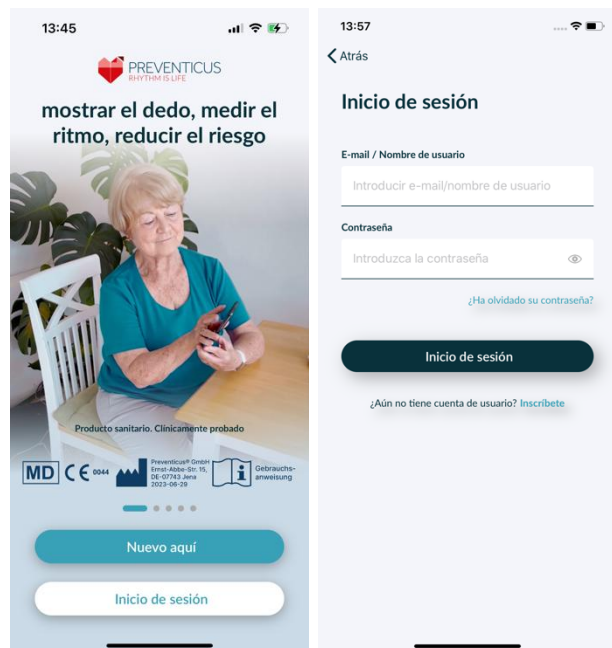 13:45
PREVENTICUS
RHYTHM IS LIFE
mostrar el dedo, medir el
ritmo, reducir el riesgo
Producto sanitario. Clínicamente probado
MD CE 0044
Preventicus® GmbH
Ernst-Abbe-Str. 15,
DE-07743 Jena
2023-06-29
i
Gebrauchs-
anweisung
Nuevo aquí
Inicio de sesión
13:57
Atrás
Inicio de sesión
E-mail / Nombre de usuario
Introducir e-mail/nombre de usuario
Contraseña
Introduzca la contraseña
¿Ha olvidado su contraseña?
Inicio de sesión
¿Aún no tiene cuenta de usuario? Inscríbete